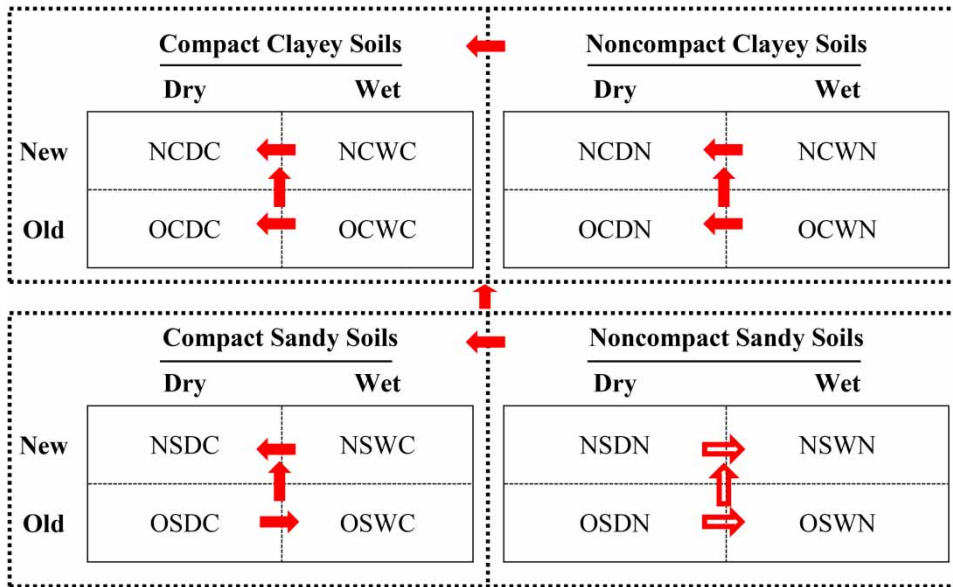 Compact Clayey Soils Noncompact Clayey Soils
Dry Wet Dry Wet
New NCDC NCWC NCDN NCWN
Old OCDC OCWC OCDN OCWN
Compact Sandy Soils Noncompact Sandy Soils
Dry Wet Dry Wet
New NSDC NSWC NSDN NSWN
Old OSDC OSWC OSDN OSWN